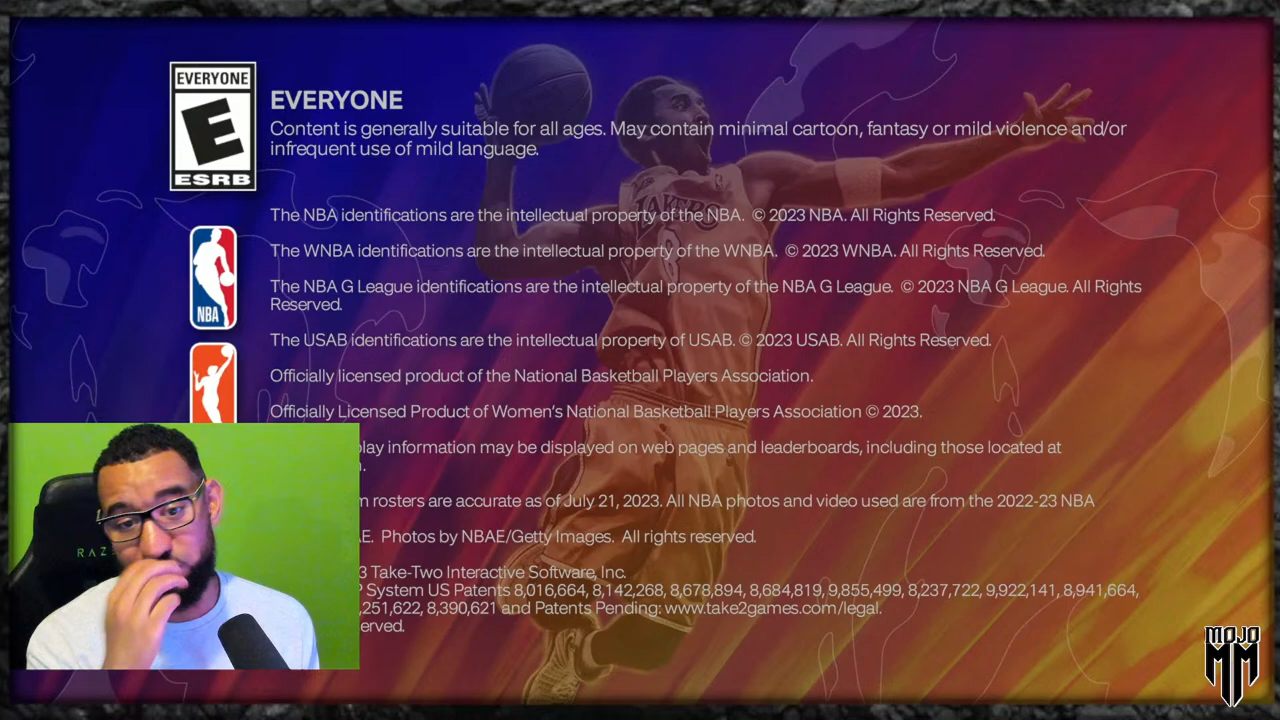 EVERYONE
E
ESRB
EVERYONE
Content is generally suitable for all ages. May contain minimal cartoon, fantasy or mild violence and/or
infrequent use of mild language.
The NBA identifications are the intellectual property of the NBA. © 2023 NBA. All Rights Reserved.
The WNBA identifications are the intellectual property of the WNBA. © 2023 WNBA. All Rights Reserved.
NBA
The NBA G League identifications are the intellectual property of the NBA G League. © 2023 NBA G League. All Rights
Reserved.
The USAB identifications are the intellectual property of USAB. © 2023 USAB. All Rights Reserved.
Officially licensed product of the National Basketball Players Association.
Officially Licensed Product of Women's National Basketball Players Association © 2023.
play information may be displayed on web pages and leaderboards, including those located at
rosters are accurate as of July 21, 2023. All NBA photos and video used are from the 2022-23 NBA
Photos by NBAE/Getty Images. All rights reserved.
3 Take-Two Interactive Software, Inc.
P System US Patents 8,016,664, 8,142,268, 8,678,894, 8,684,819, 9,855,499, 8,237,722, 9,922,141, 8,941,664,
,251,622, 8,390,621 and Patents Pending: www.take2games.com/legal.
erved.
LAKERS
8
RAZE
MOJO